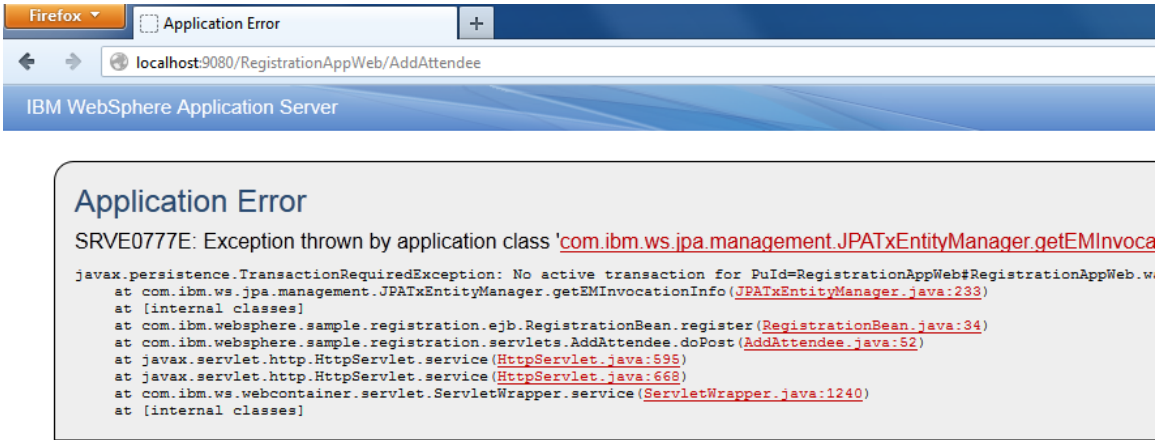 Firefox
Application Error
localhost:9080/RegistrationAppWeb/AddAttendee
IBM WebSphere Application Server
Application Error
SRVE0777E: Exception thrown by application class 'com.ibm.ws.jpa.management.JPATxEntityManager.getEMInvoca
javax.persistence.TransactionRequiredException: No active transaction for PuId=RegistrationAppWeb#RegistrationAppWeb.wa
at com.ibm.ws.jpa.management.JPATxEntityManager.getEMInvocationInfo(JPATxEntityManager.java:233)
at [internal classes]
at com.ibm.websphere.sample.registration.ejb.RegistrationBean.register(RegistrationBean.java:34)
at com.ibm.websphere.sample.registration.servlets.AddAttendee.doPost(AddAttendee.java:52)
at javax.servlet.http.HttpServlet.service(HttpServlet.java:595)
at javax.servlet.http.HttpServlet.service(HttpServlet.java:668)
at com.ibm.ws.webcontainer.servlet.ServletWrapper.service(ServletWrapper.java:1240)
at [internal classes]